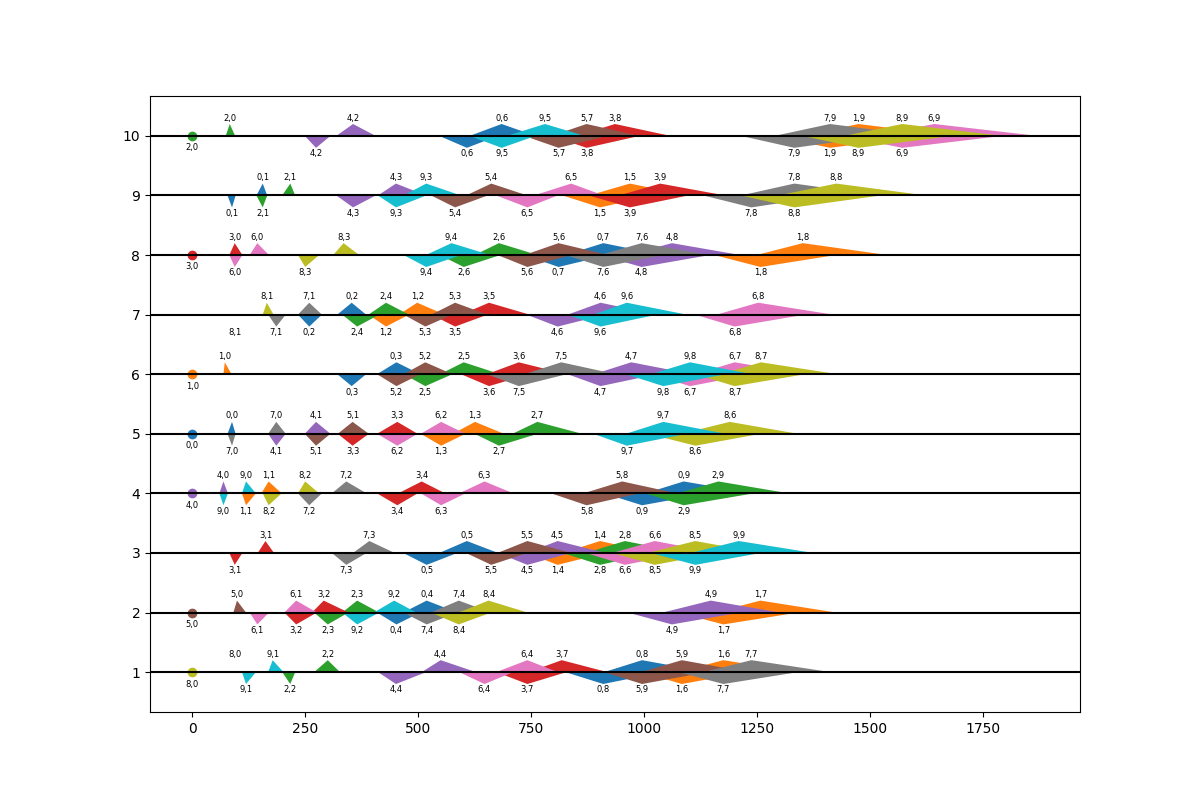 2,0 4,2 0,6 9,5 5,7 3,8 7,9 1,9 8,9 6,9
10
2,0 4,2 0,6 9,5 5,7 3,8 7,9 1,9 8,9 6,9
0,1 2,1 4,3 9,3 5,4 6,5 1,5 3,9 7,8 8,8
9
0,1 2,1 4,3 9,3 5,4 6,5 1,5 3,9 7,8 8,8
3,0 6,0 8,3 9,4 2,6 5,6 0,7 7,6 4,8 1,8
8
3,0 6,0 8,3 9,4 2,6 5,6 0,7 7,6 4,8 1,8
8,1 7,1 0,2 2,4 1,2 5,3 3,5 4,6 9,6 6,8
7
8,1 7,1 0,2 2,4 1,2 5,3 3,5 4,6 9,6 6,8
1,0 0,3 5,2 2,5 3,6 7,5 4,7 9,8 6,7 8,7
6
1,0 0,3 5,2 2,5 3,6 7,5 4,7 9,8 6,7 8,7
0,0 7,0 4,1 5,1 3,3 6,2 1,3 2,7 9,7 8,6
5
0,0 7,0 4,1 5,1 3,3 6,2 1,3 2,7 9,7 8,6
4,0 9,0 1,1 8,2 7,2 3,4 6,3 5,8 0,9 2,9
4
4,0 9,0 1,1 8,2 7,2 3,4 6,3 5,8 0,9 2,9
3,1 7,3 0,5 5,5 4,5 1,4 2,8 6,6 8,5 9,9
3
3,1 7,3 0,5 5,5 4,5 1,4 2,8 6,6 8,5 9,9
5,0 6,1 3,2 2,3 9,2 0,4 7,4 8,4 4,9 1,7
2
5,0 6,1 3,2 2,3 9,2 0,4 7,4 8,4 4,9 1,7
8,0 9,1 2,2 4,4 6,4 3,7 0,8 5,9 1,6 7,7
1
8,0 9,1 2,2 4,4 6,4 3,7 0,8 5,9 1,6 7,7
0 250 500 750 1000 1250 1500 1750